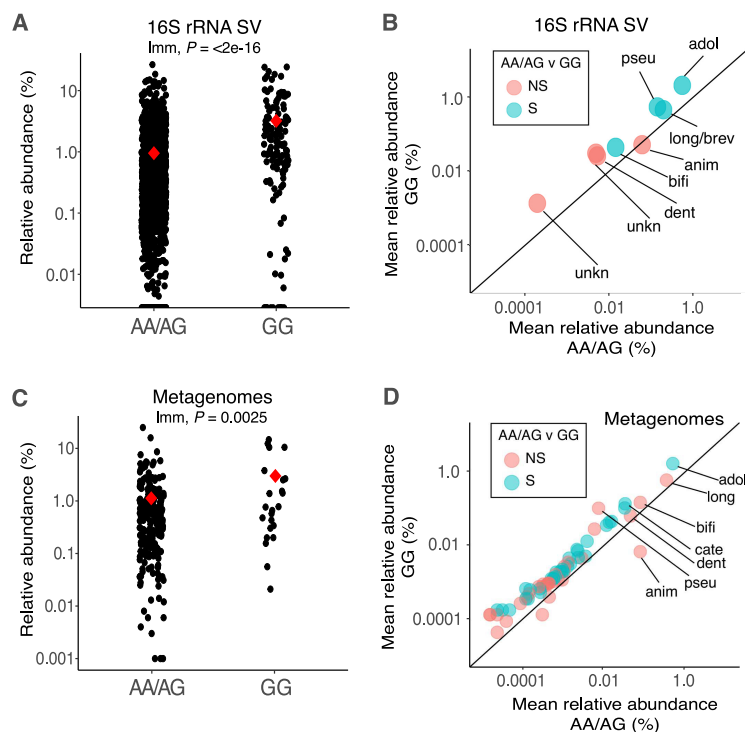 A
16S rRNA SV
lmm, P = <2e-16
Relative abundance (%)
10
1.0
0.1
0.01
AA/AG
GG
B
16S rRNA SV
AA/AG v GG
NS
S
Mean relative abundance
GG (%)
1.0
0.01
0.0001
pseu
adol
long/brev
anim
bifi
dent
unkn
unkn
0.0001
0.01
1.0
Mean relative abundance
AA/AG (%)
C
Metagenomes
lmm, P = 0.0025
Relative abundance (%)
10
1.0
0.1
0.01
0.001
AA/AG
GG
D
Metagenomes
AA/AG v GG
NS
S
Mean relative abundance
GG (%)
1.0
0.01
0.0001
adol
long
bifi
cate
dent
pseu
anim
0.0001
0.01
1.0
Mean relative abundance
AA/AG (%)